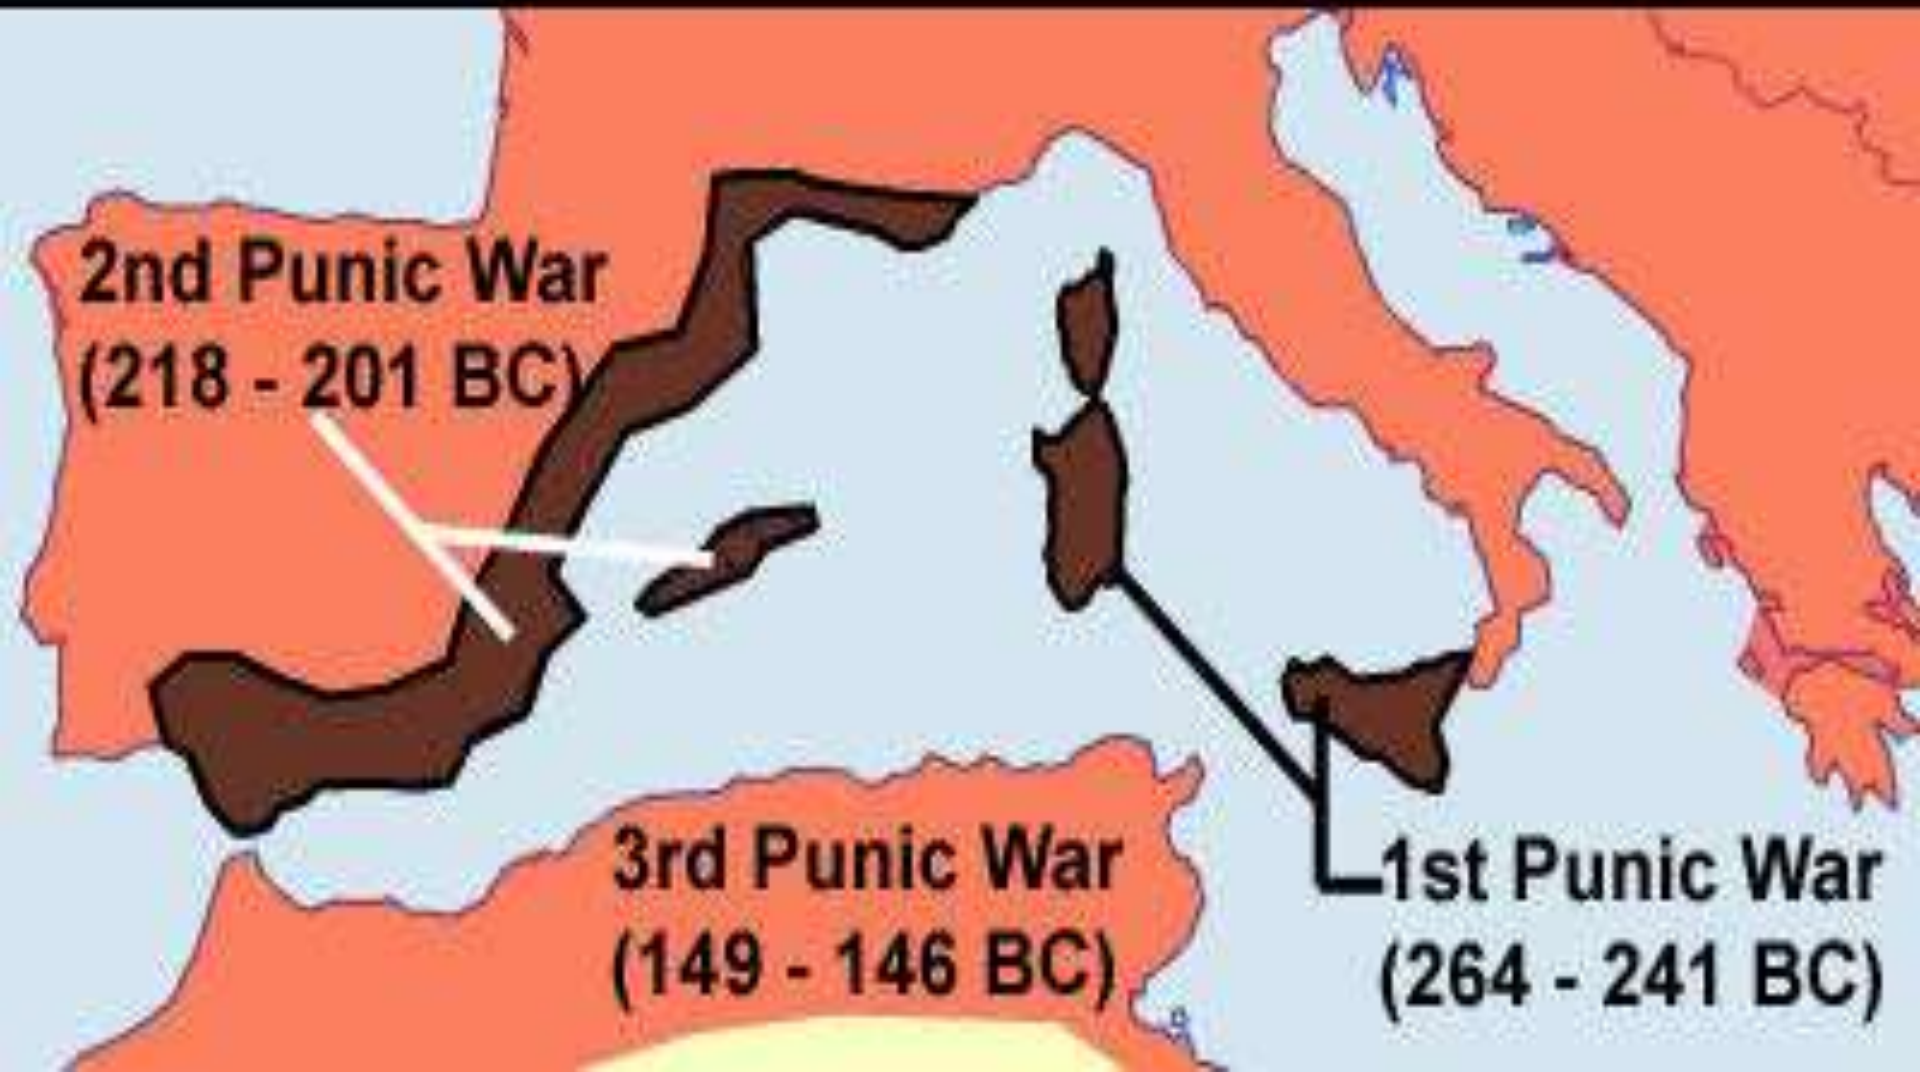 2nd Punic War
(218 - 201 BC)
3rd Punic War
(149 - 146 BC)
1st Punic War
(264 - 241 BC)